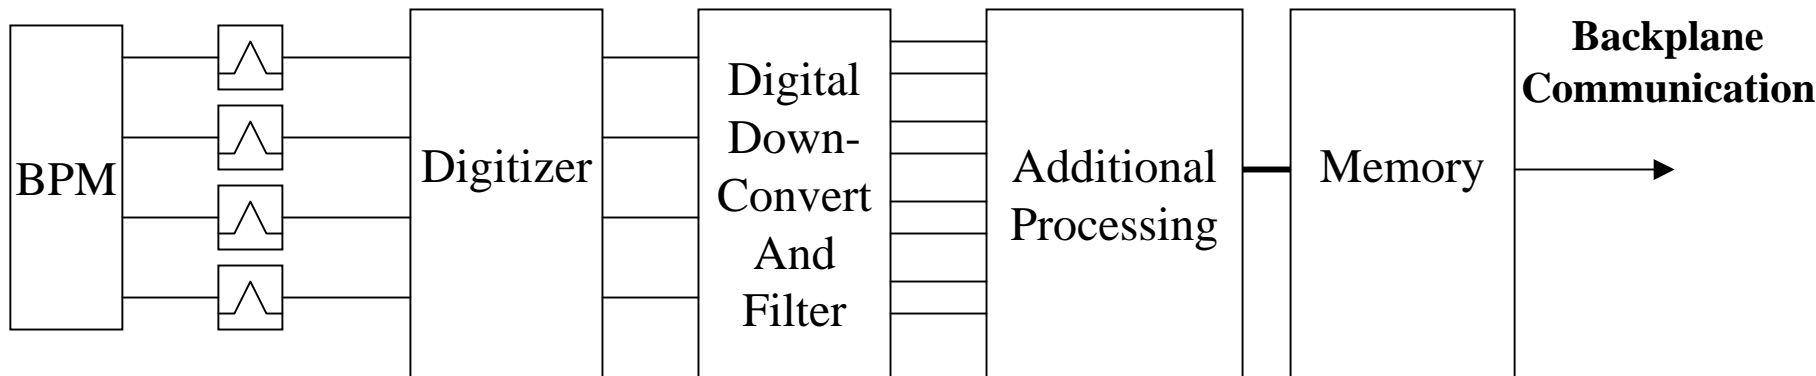 BPM
Digitizer
Digital
Down-
Convert
And
Filter
Additional
Processing
Memory
Backplane
Communication